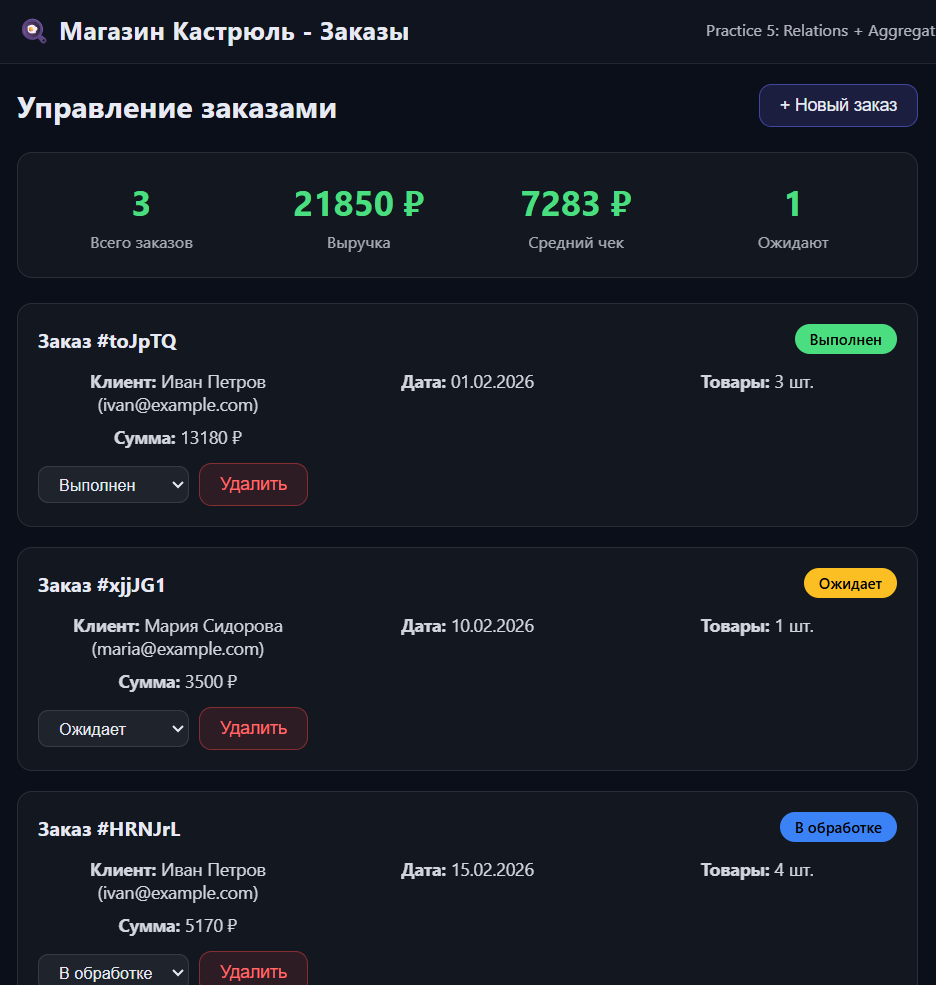 Магазин Кастрюль - Заказы
Practice 5: Relations + Aggregat
Управление заказами
+ Новый заказ
3
21850 ₽
7283 ₽
1
Всего заказов
Выручка
Средний чек
Ожидают
Заказ #toJpTQ
Выполнен
Клиент: Иван Петров
(ivan@example.com)
Дата: 01.02.2026
Товары: 3 шт.
Сумма: 13180 ₽
Выполнен
Удалить
Заказ #xjjJG1
Ожидает
Клиент: Мария Сидорова
(maria@example.com)
Дата: 10.02.2026
Товары: 1 шт.
Сумма: 3500 ₽
Ожидает
Удалить
Заказ #HRNJrL
В обработке
Клиент: Иван Петров
(ivan@example.com)
Дата: 15.02.2026
Товары: 4 шт.
Сумма: 5170 ₽
В обработке
Удалить